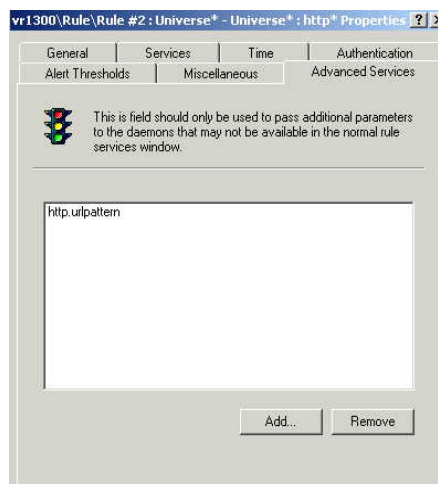 vr1300\Rule\Rule #2 : Universe* - Universe* : http* Properties
General Services Time Authentication
Alert Thresholds Miscellaneous Advanced Services
This is field should only be used to pass additional parameters
to the daemons that may not be available in the normal rule
services window.
http.urlpattern
Add... Remove